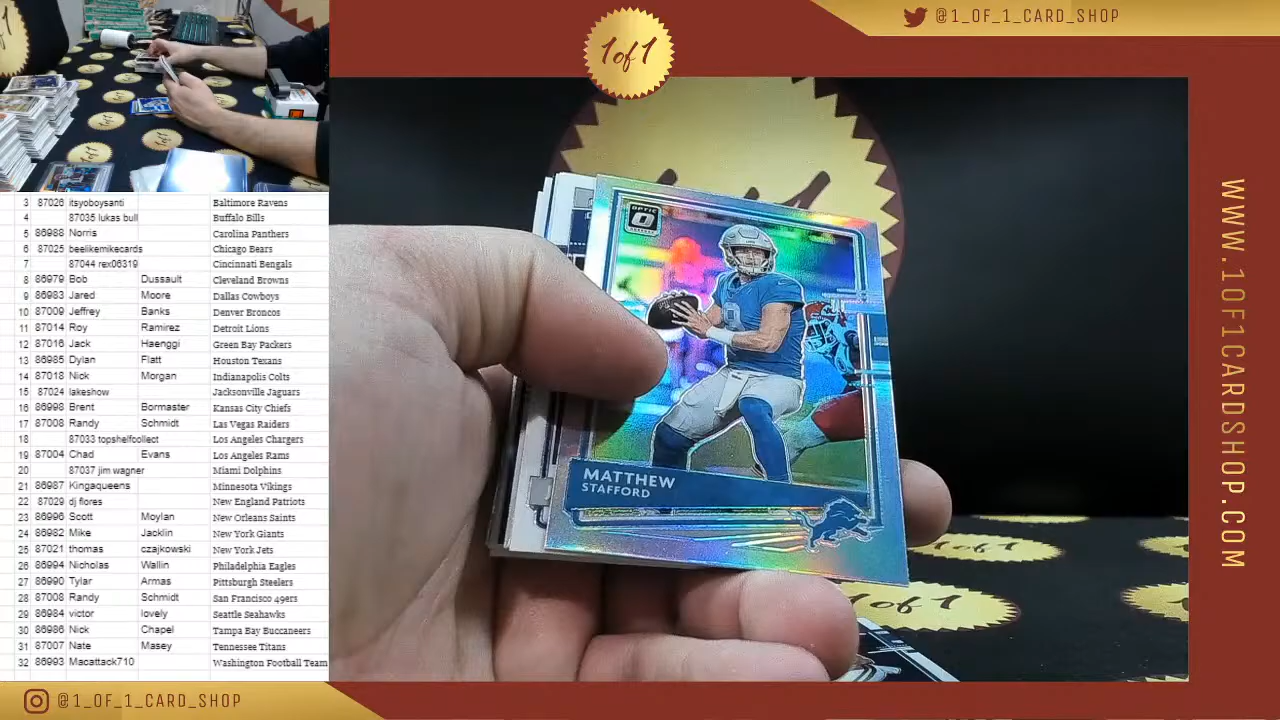 1of1
@1_OF_1_CARD_SHOP
WWW.1OF1CARDSHOP.COM
3 87026 itsyoboysanti Baltimore Ravens
4 87035 lukas bull Buffalo Bills
5 86988 Norris Carolina Panthers
6 87025 beelikemikecards Chicago Bears
7 87044 rex06319 Cincinnati Bengals
8 86979 Bob Dussault Cleveland Browns
9 86983 Jared Moore Dallas Cowboys
10 87009 Jeffrey Banks Denver Broncos
11 87014 Roy Ramirez Detroit Lions
12 87016 Jack Haenggi Green Bay Packers
13 86985 Dylan Flatt Houston Texans
14 87018 Nick Morgan Indianapolis Colts
15 87024 lakeshow Jacksonville Jaguars
16 86998 Brent Bormaster Kansas City Chiefs
17 87008 Randy Schmidt Las Vegas Raiders
18 87033 topshelfcollect Los Angeles Chargers
19 87004 Chad Evans Los Angeles Rams
20 87037 jim wagner Miami Dolphins
21 86987 Kingaqueens Minnesota Vikings
22 87029 dj flores New England Patriots
23 86996 Scott Moylan New Orleans Saints
24 86982 Mike Jacklin New York Giants
25 87021 thomas czajkowski New York Jets
26 86994 Nicholas Wallin Philadelphia Eagles
27 86990 Tylar Armas Pittsburgh Steelers
28 87008 Randy Schmidt San Francisco 49ers
29 86984 victor lovely Seattle Seahawks
30 86986 Nick Chapel Tampa Bay Buccaneers
31 87007 Nate Masey Tennessee Titans
32 86993 Macattack710 Washington Football Team
OPTIC
MATTHEW
STAFFORD
1of1
1of1
@1_OF_1_CARD_SHOP